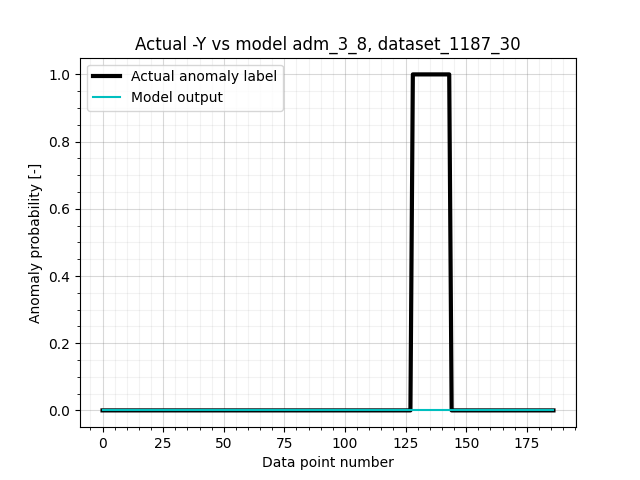 Actual -Y vs model adm_3_8, dataset_1187_30
Actual anomaly label
Model output
Anomaly probability [-]
1.0
0.8
0.6
0.4
0.2
0.0
0 25 50 75 100 125 150 175
Data point number